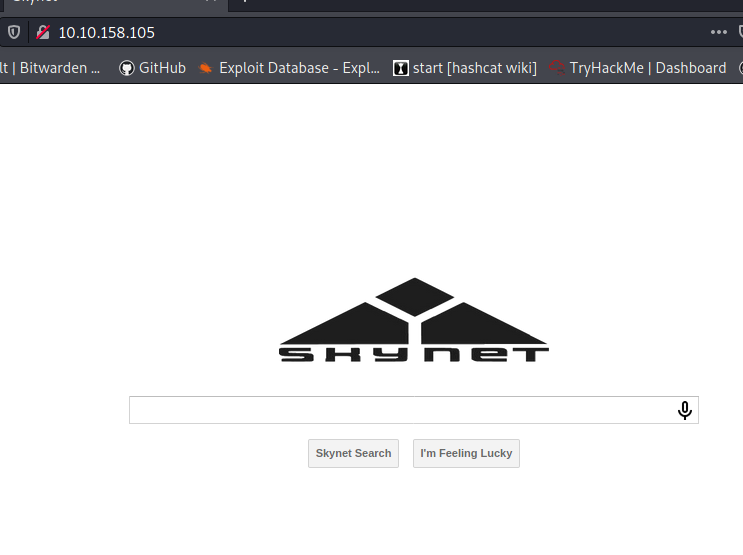 10.10.158.105
lt | Bitwarden ... GitHub Exploit Database - Expl... start [hashcat wiki] TryHackMe | Dashboard
skynet
Skynet Search I'm Feeling Lucky